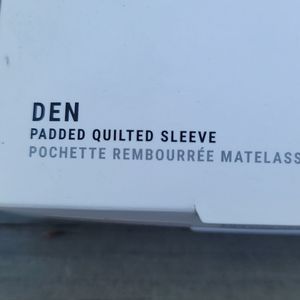 DEN
PADDED QUILTED SLEEVE
POCHETTE REMBOURRÉE MATELASS